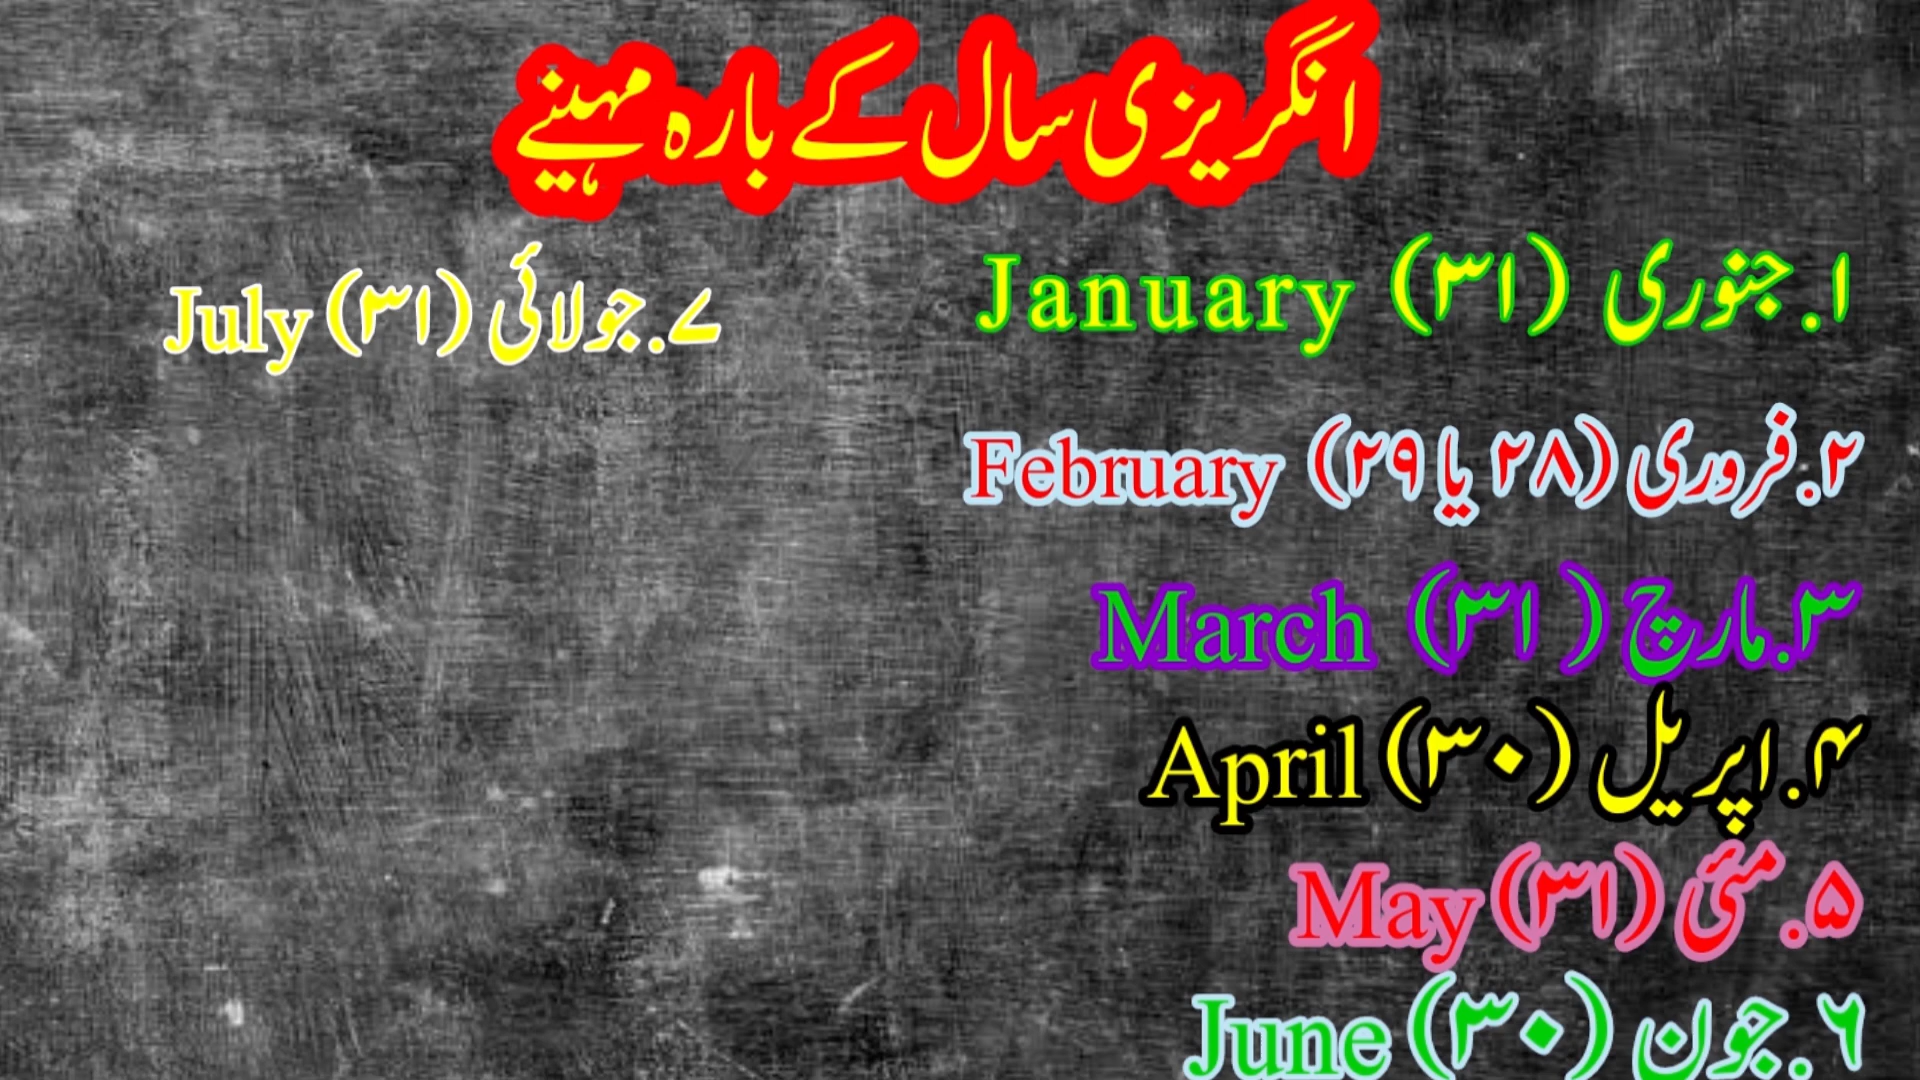 انگریزی سال کے بارہ مہینے
۱.جنوری (۳۱) January
۲.فروری (۲۸ یا ۲۹) February
۳.مارچ ( ۳۱) March
۴.اپریل (۳۰) April
۵.مئی (۳۱) May
۶.جون (۳۰) June
۷.جولائی (۳۱) July